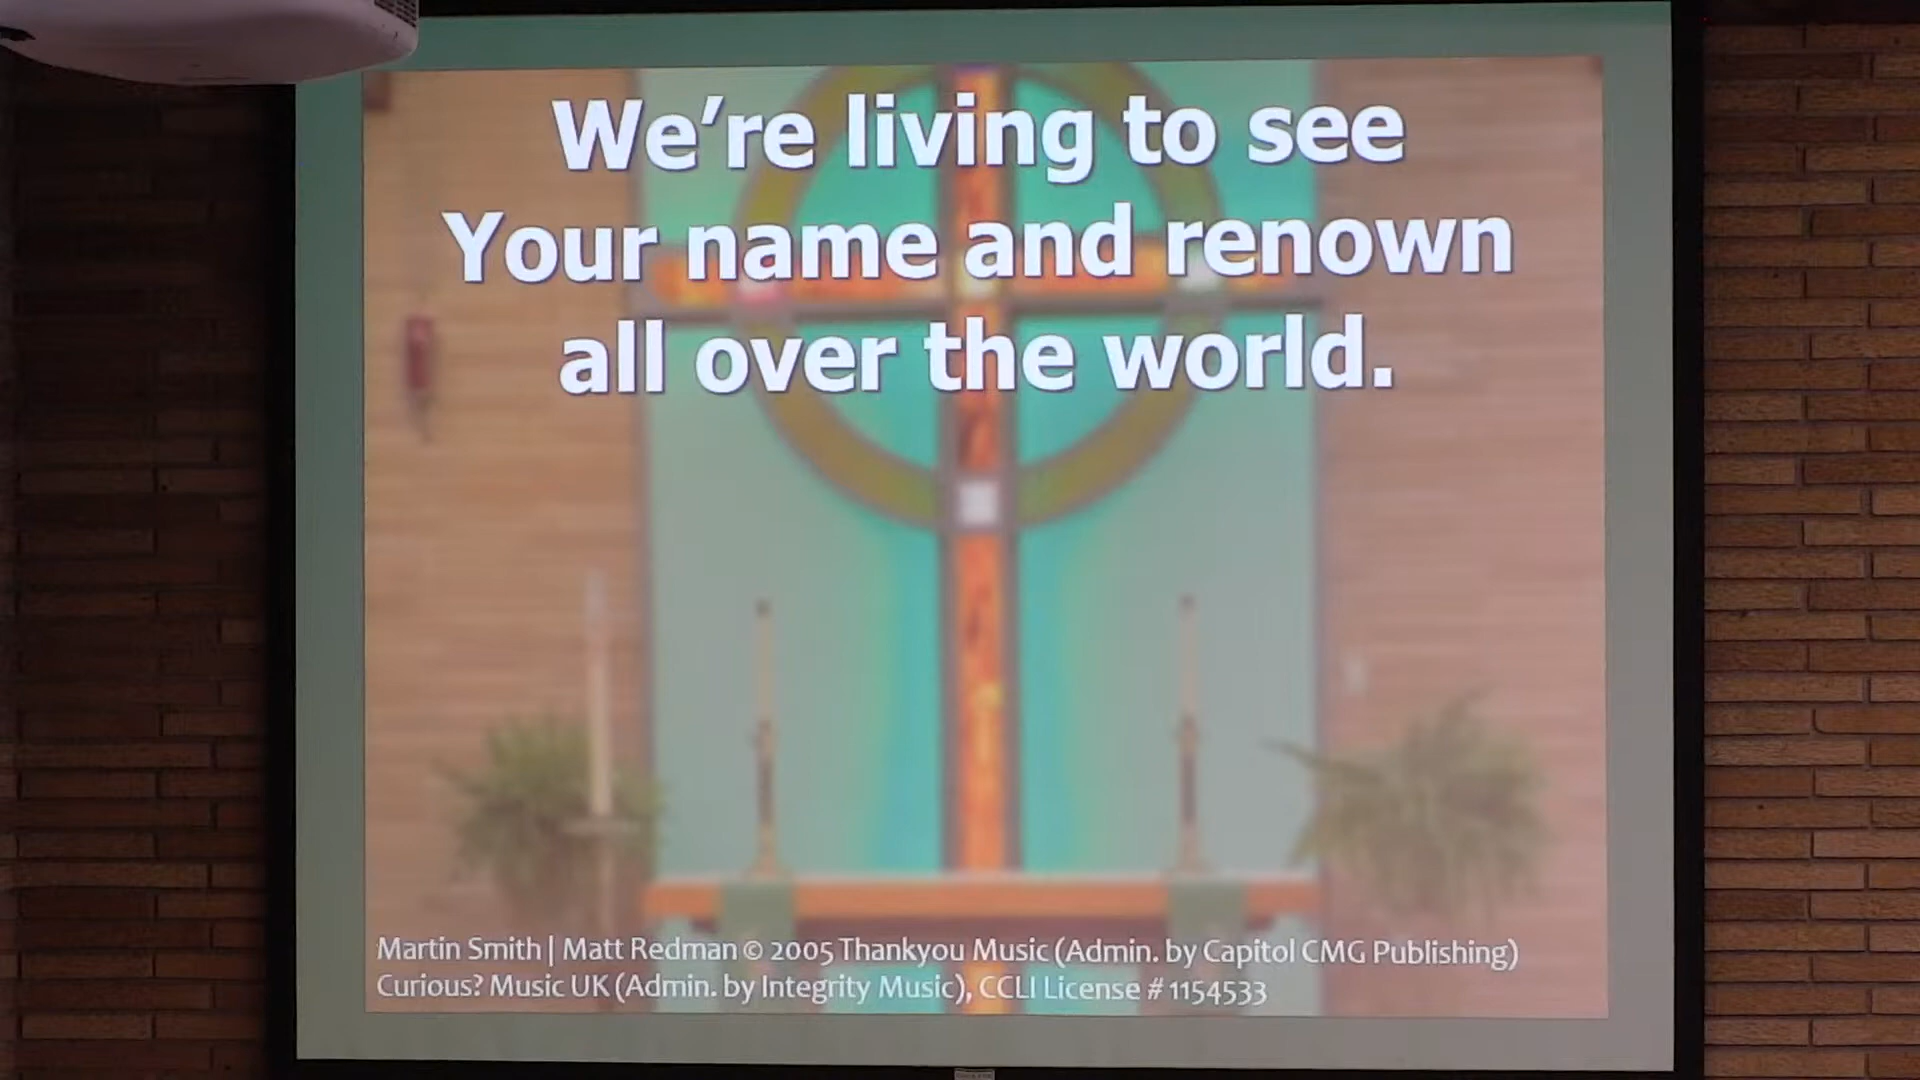 We're living to see
Your name and renown
all over the world.
Martin Smith | Matt Redman © 2005 Thankyou Music (Admin. by Capitol CMG Publishing)
Curious? Music UK (Admin. by Integrity Music), CCLI License # 1154533